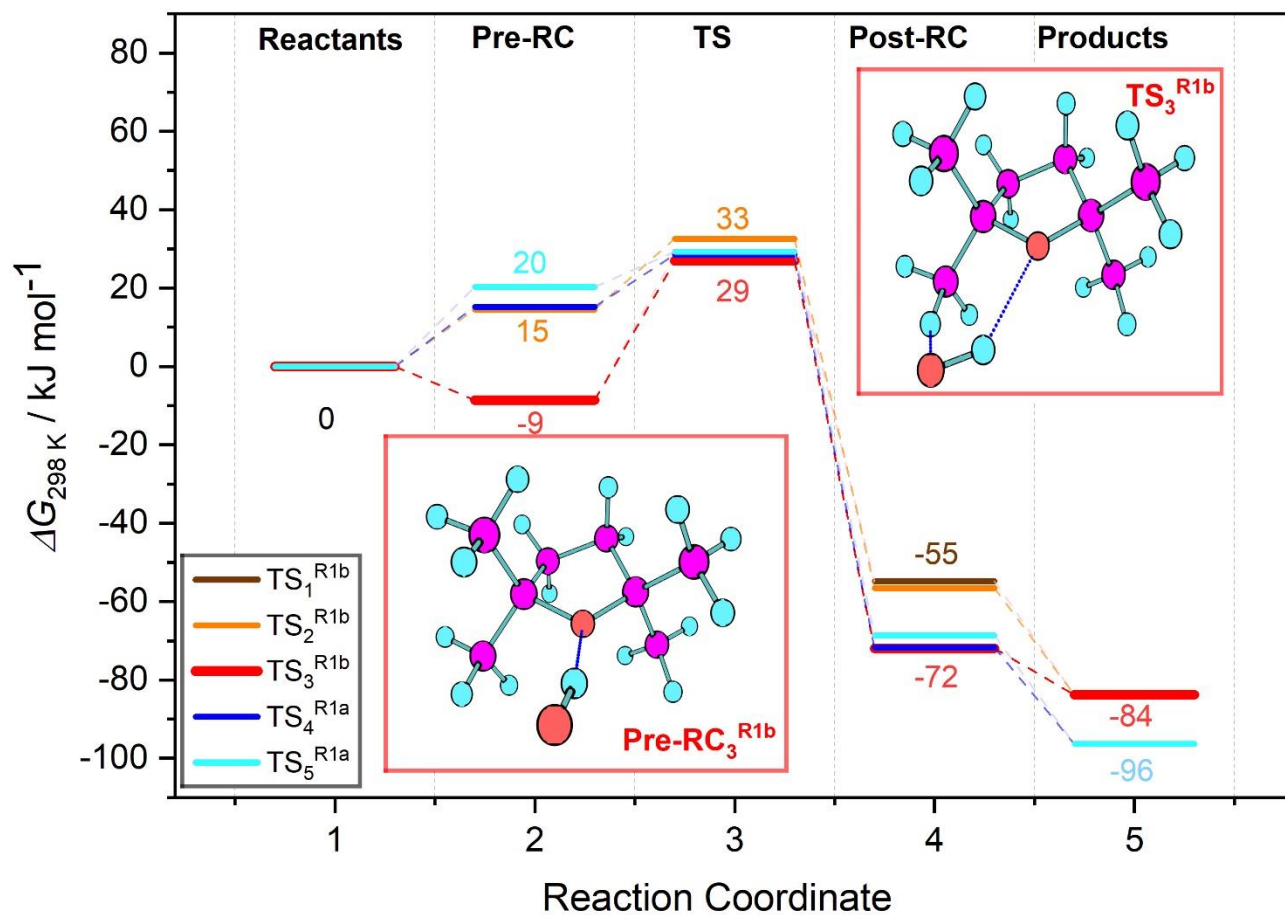 Reactants Pre-RC TS Post-RC Products
80
60
40
20
0
-20
-40
-60
-80
-100
ΔG298 K / kJ mol-1
TS3R1b
33
29
20
15
-9
0
Pre-RC3R1b
-55
-72
-84
-96
TS1R1b
TS2R1b
TS3R1b
TS4R1a
TS5R1a
1 2 3 4 5
Reaction Coordinate